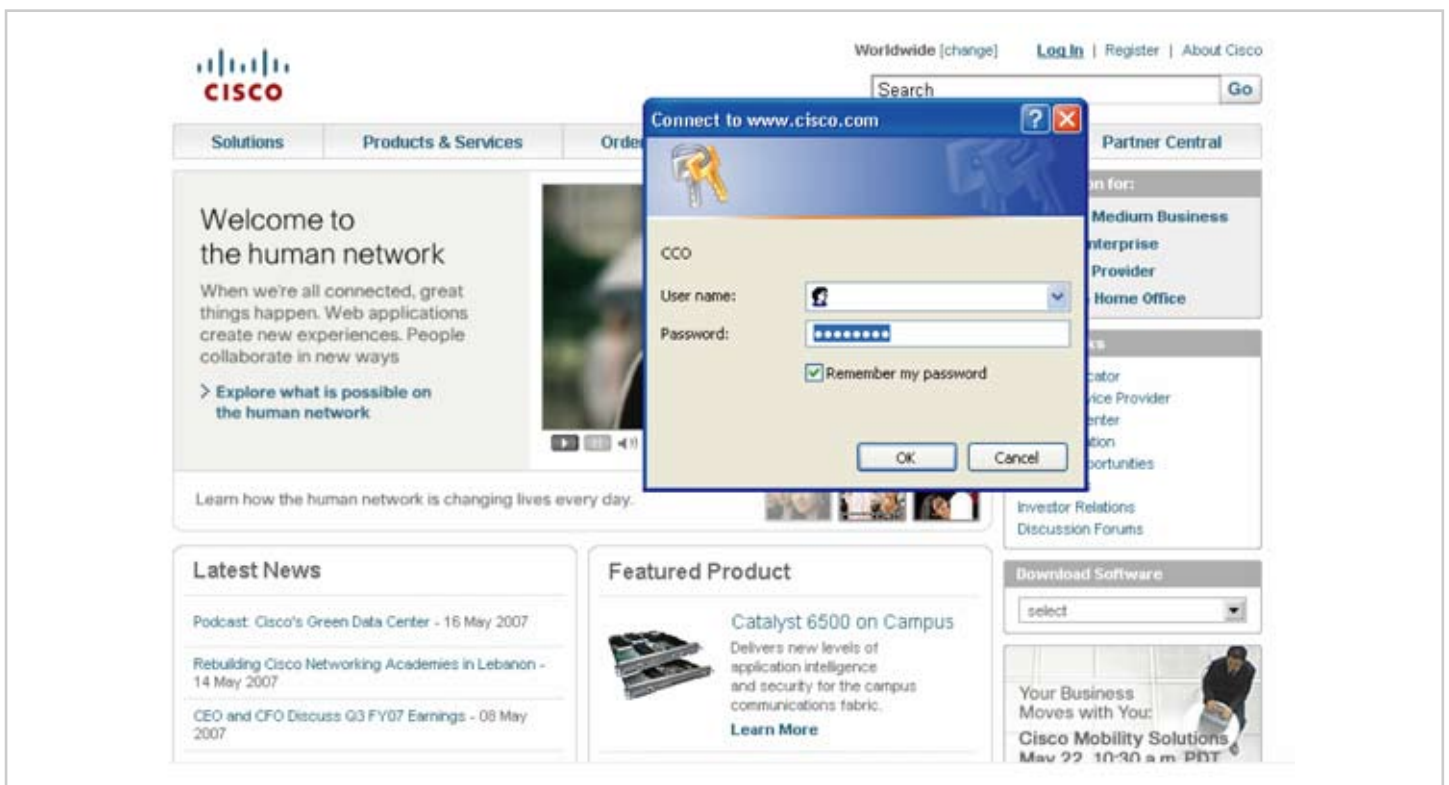 Worldwide [change] Log In | Register | About Cisco
CISCO
Search Go
Connect to www.cisco.com
Solutions Products & Services Partner Central
Welcome to
the human network
When we're all connected, great
things happen. Web applications
create new experiences. People
collaborate in new ways
> Explore what is possible on
the human network
Learn how the human network is changing lives every day.
CCO
User name:
Password:
Remember my password
OK Cancel
for:
Medium Business
Provider
Home Office
Provider
Investor Relations
Discussion Forums
Latest News
Podcast: Cisco's Green Data Center - 16 May 2007
Rebuilding Cisco Networking Academies in Lebanon -
14 May 2007
CEO and CFO Discuss Q3 FY07 Earnings - 08 May
2007
Featured Product
Catalyst 6500 on Campus
Delivers new levels of
application intelligence
and security for the campus
communications fabric.
Learn More
Download Software
select
Your Business
Moves with You:
Cisco Mobility Solutions
May 22, 10:30 a.m. PDT